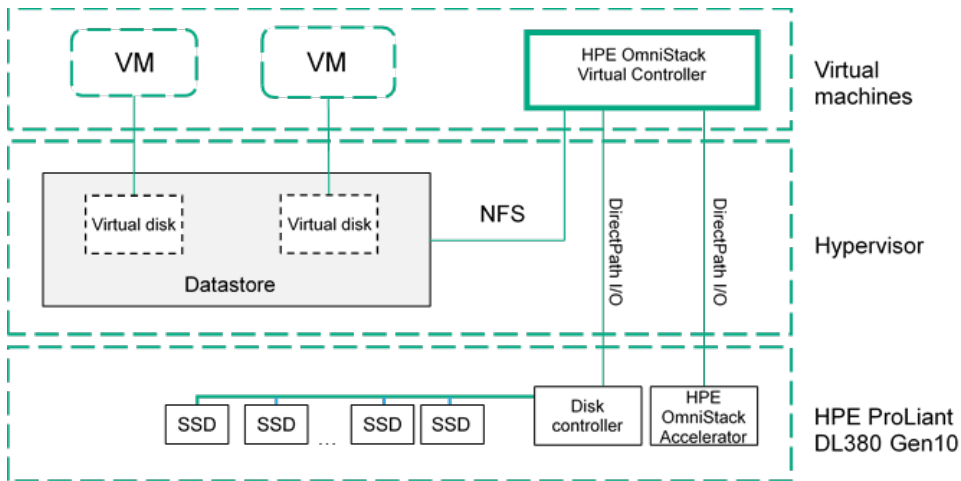 VM
VM
HPE OmniStack
Virtual Controller
Virtual
machines
Virtual disk
Virtual disk
NFS
Datastore
DirectPath I/O
DirectPath I/O
Hypervisor
SSD
SSD
...
SSD
SSD
Disk
controller
HPE
OmniStack
Accelerator
HPE ProLiant
DL380 Gen10